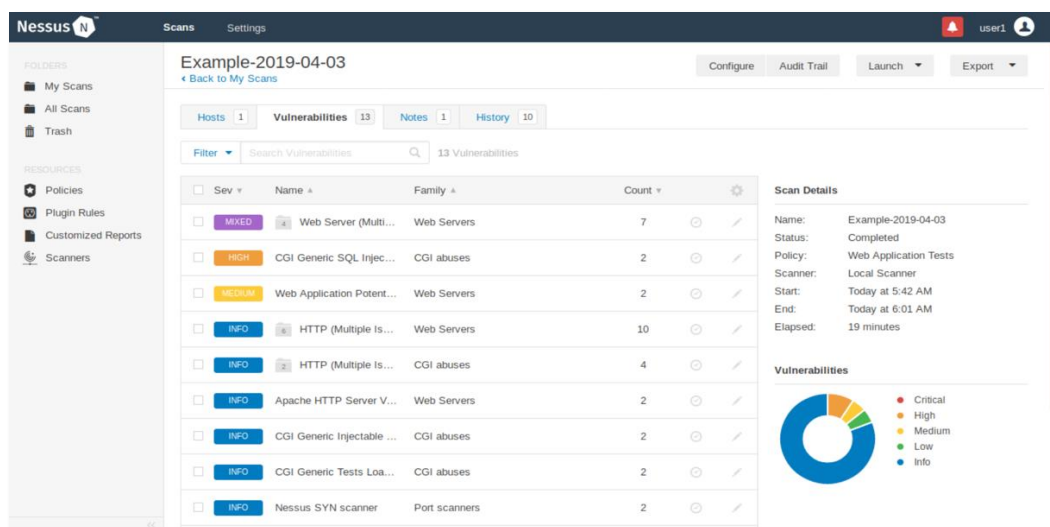 Nessus N
Scans Settings
user1
FOLDERS
My Scans
All Scans
Trash
RESOURCES
Policies
Plugin Rules
Customized Reports
Scanners
Example-2019-04-03
Back to My Scans
Configure Audit Trail Launch Export
Hosts 1 Vulnerabilities 13 Notes 1 History 10
Filter Search Vulnerabilities 13 Vulnerabilities
Sev Name Family Count
MIXED 4 Web Server (Multi... Web Servers 7
HIGH CGI Generic SQL Injec... CGI abuses 2
MEDIUM Web Application Potent... Web Servers 2
INFO 6 HTTP (Multiple Is... Web Servers 10
INFO 2 HTTP (Multiple Is... CGI abuses 4
INFO Apache HTTP Server V... Web Servers 2
INFO CGI Generic Injectable ... CGI abuses 2
INFO CGI Generic Tests Loa... CGI abuses 2
INFO Nessus SYN scanner Port scanners 2
Scan Details
Name: Example-2019-04-03
Status: Completed
Policy: Web Application Tests
Scanner: Local Scanner
Start: Today at 5:42 AM
End: Today at 6:01 AM
Elapsed: 19 minutes
Vulnerabilities
Critical
High
Medium
Low
Info